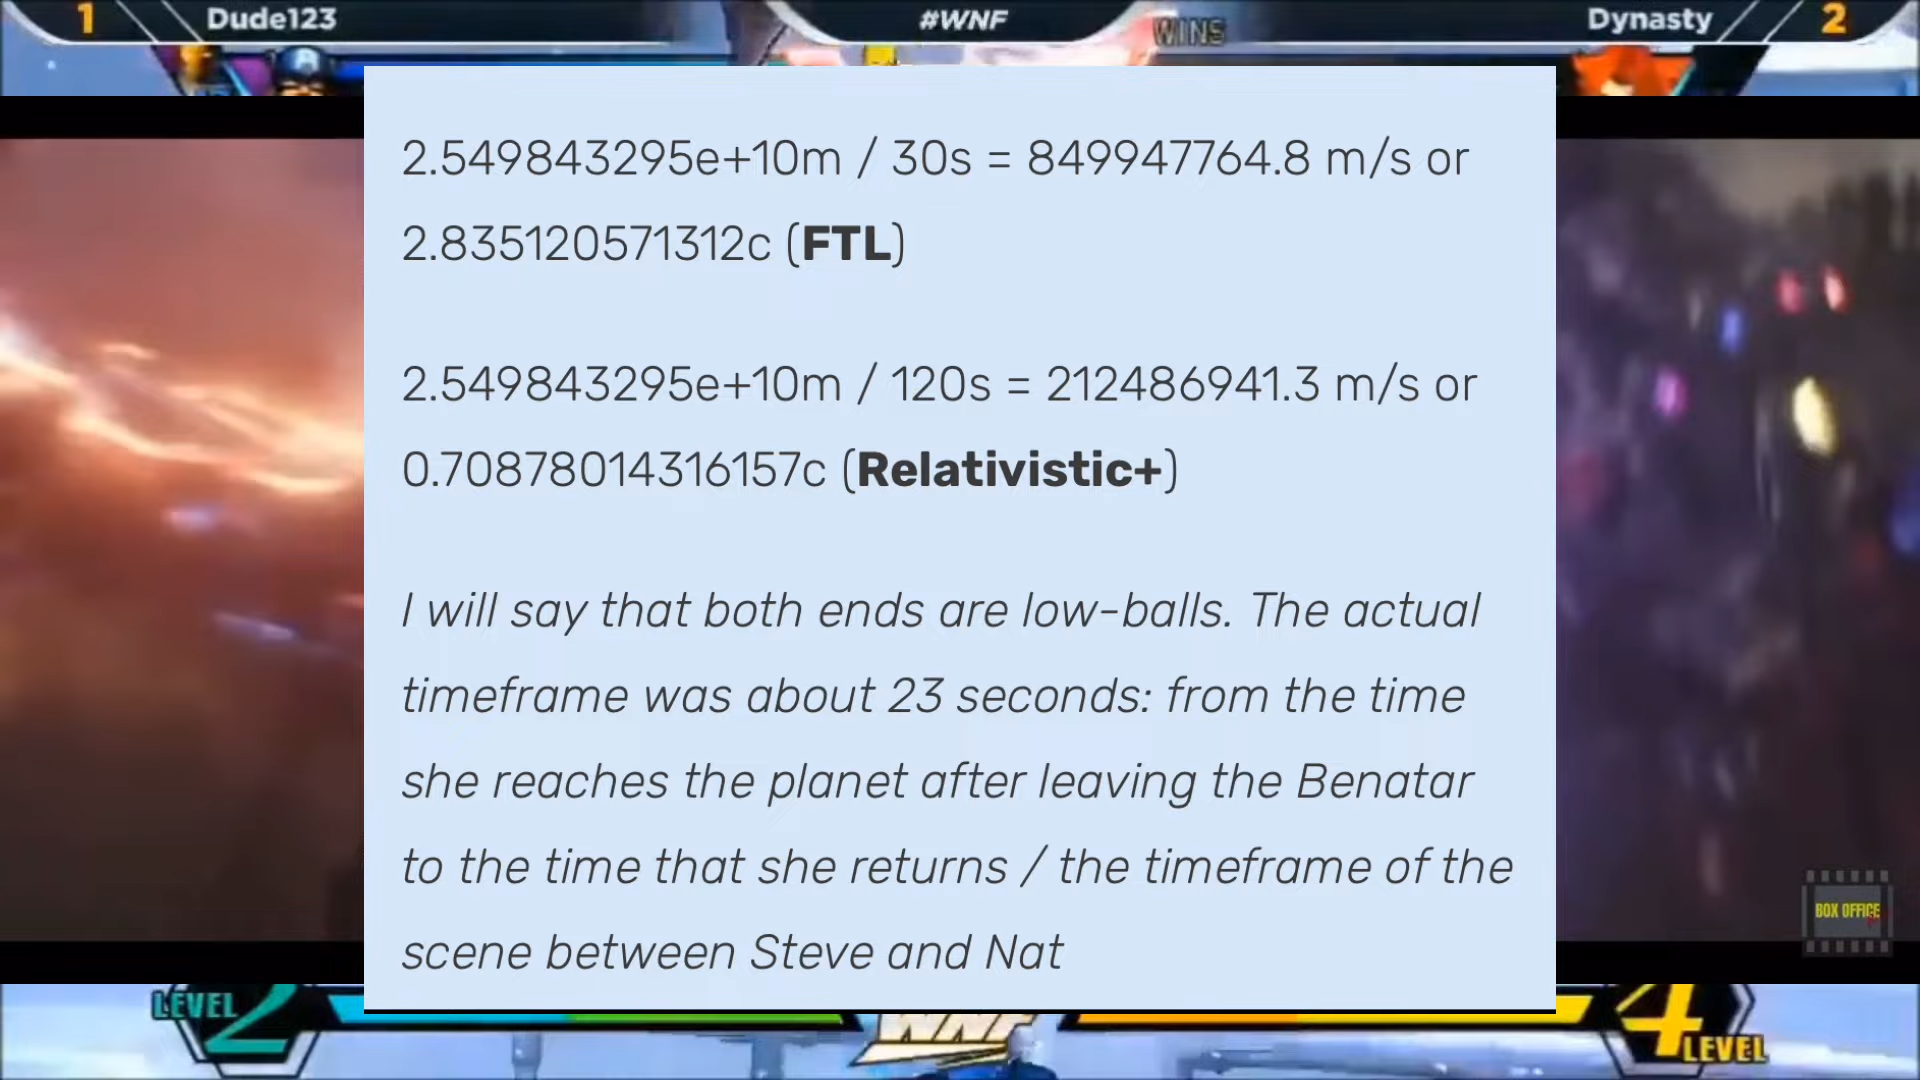 1 Dude123 #WNF WINS Dynasty 2
2.549843295e+10m / 30s = 849947764.8 m/s or
2.835120571312c (FTL)
2.549843295e+10m / 120s = 212486941.3 m/s or
0.70878014316157c (Relativistic+)
I will say that both ends are low-balls. The actual
timeframe was about 23 seconds: from the time
she reaches the planet after leaving the Benatar
to the time that she returns / the timeframe of the
scene between Steve and Nat
BOX OFFICE
LEVEL 2 WNF 4 LEVEL